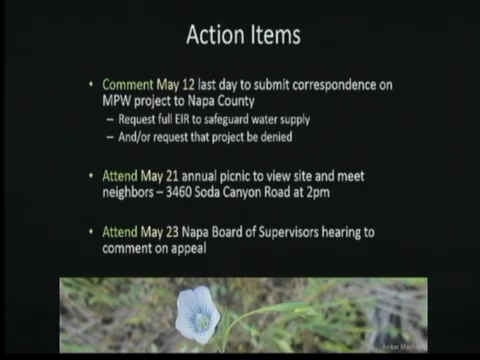 Action Items
• Comment May 12 last day to submit correspondence on
MPW project to Napa County
– Request full EIR to safeguard water supply
– And/or request that project be denied
• Attend May 21 annual picnic to view site and meet
neighbors – 3460 Soda Canyon Road at 2pm
• Attend May 23 Napa Board of Supervisors hearing to
comment on appeal
Amber Man